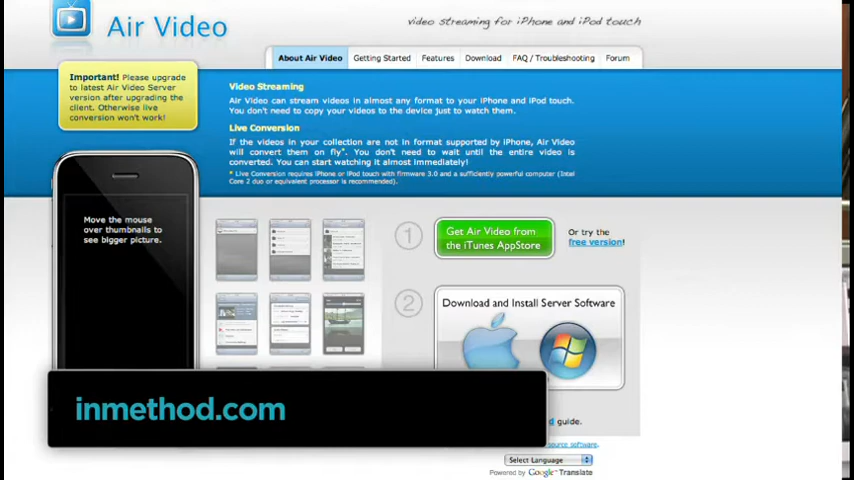 Air Video
video streaming for iPhone and iPod touch
About Air Video Getting Started Features Download FAQ / Troubleshooting Forum
Important! Please upgrade
to latest Air Video Server
version after upgrading the
client. Otherwise live
conversion won't work!
Video Streaming
Air Video can stream videos in almost any format to your iPhone and iPod touch.
You don't need to copy your videos to the device just to watch them.
Live Conversion
If the videos in your collection are not in format supported by iPhone, Air Video
will convert them on fly*. You don't need to wait until the entire video is
converted. You can start watching it almost immediately!
* Live Conversion requires iPhone or iPod touch with firmware 3.0 and a sufficiently powerful computer (Intel
Core 2 duo or equivalent processor is recommended).
Move the mouse
over thumbnails to
see bigger picture.
1
Get Air Video from
the iTunes AppStore
Or try the
free version!
2
Download and Install Server Software
inmethod.com
guide.
source software.
Select Language
Powered by Google™ Translate